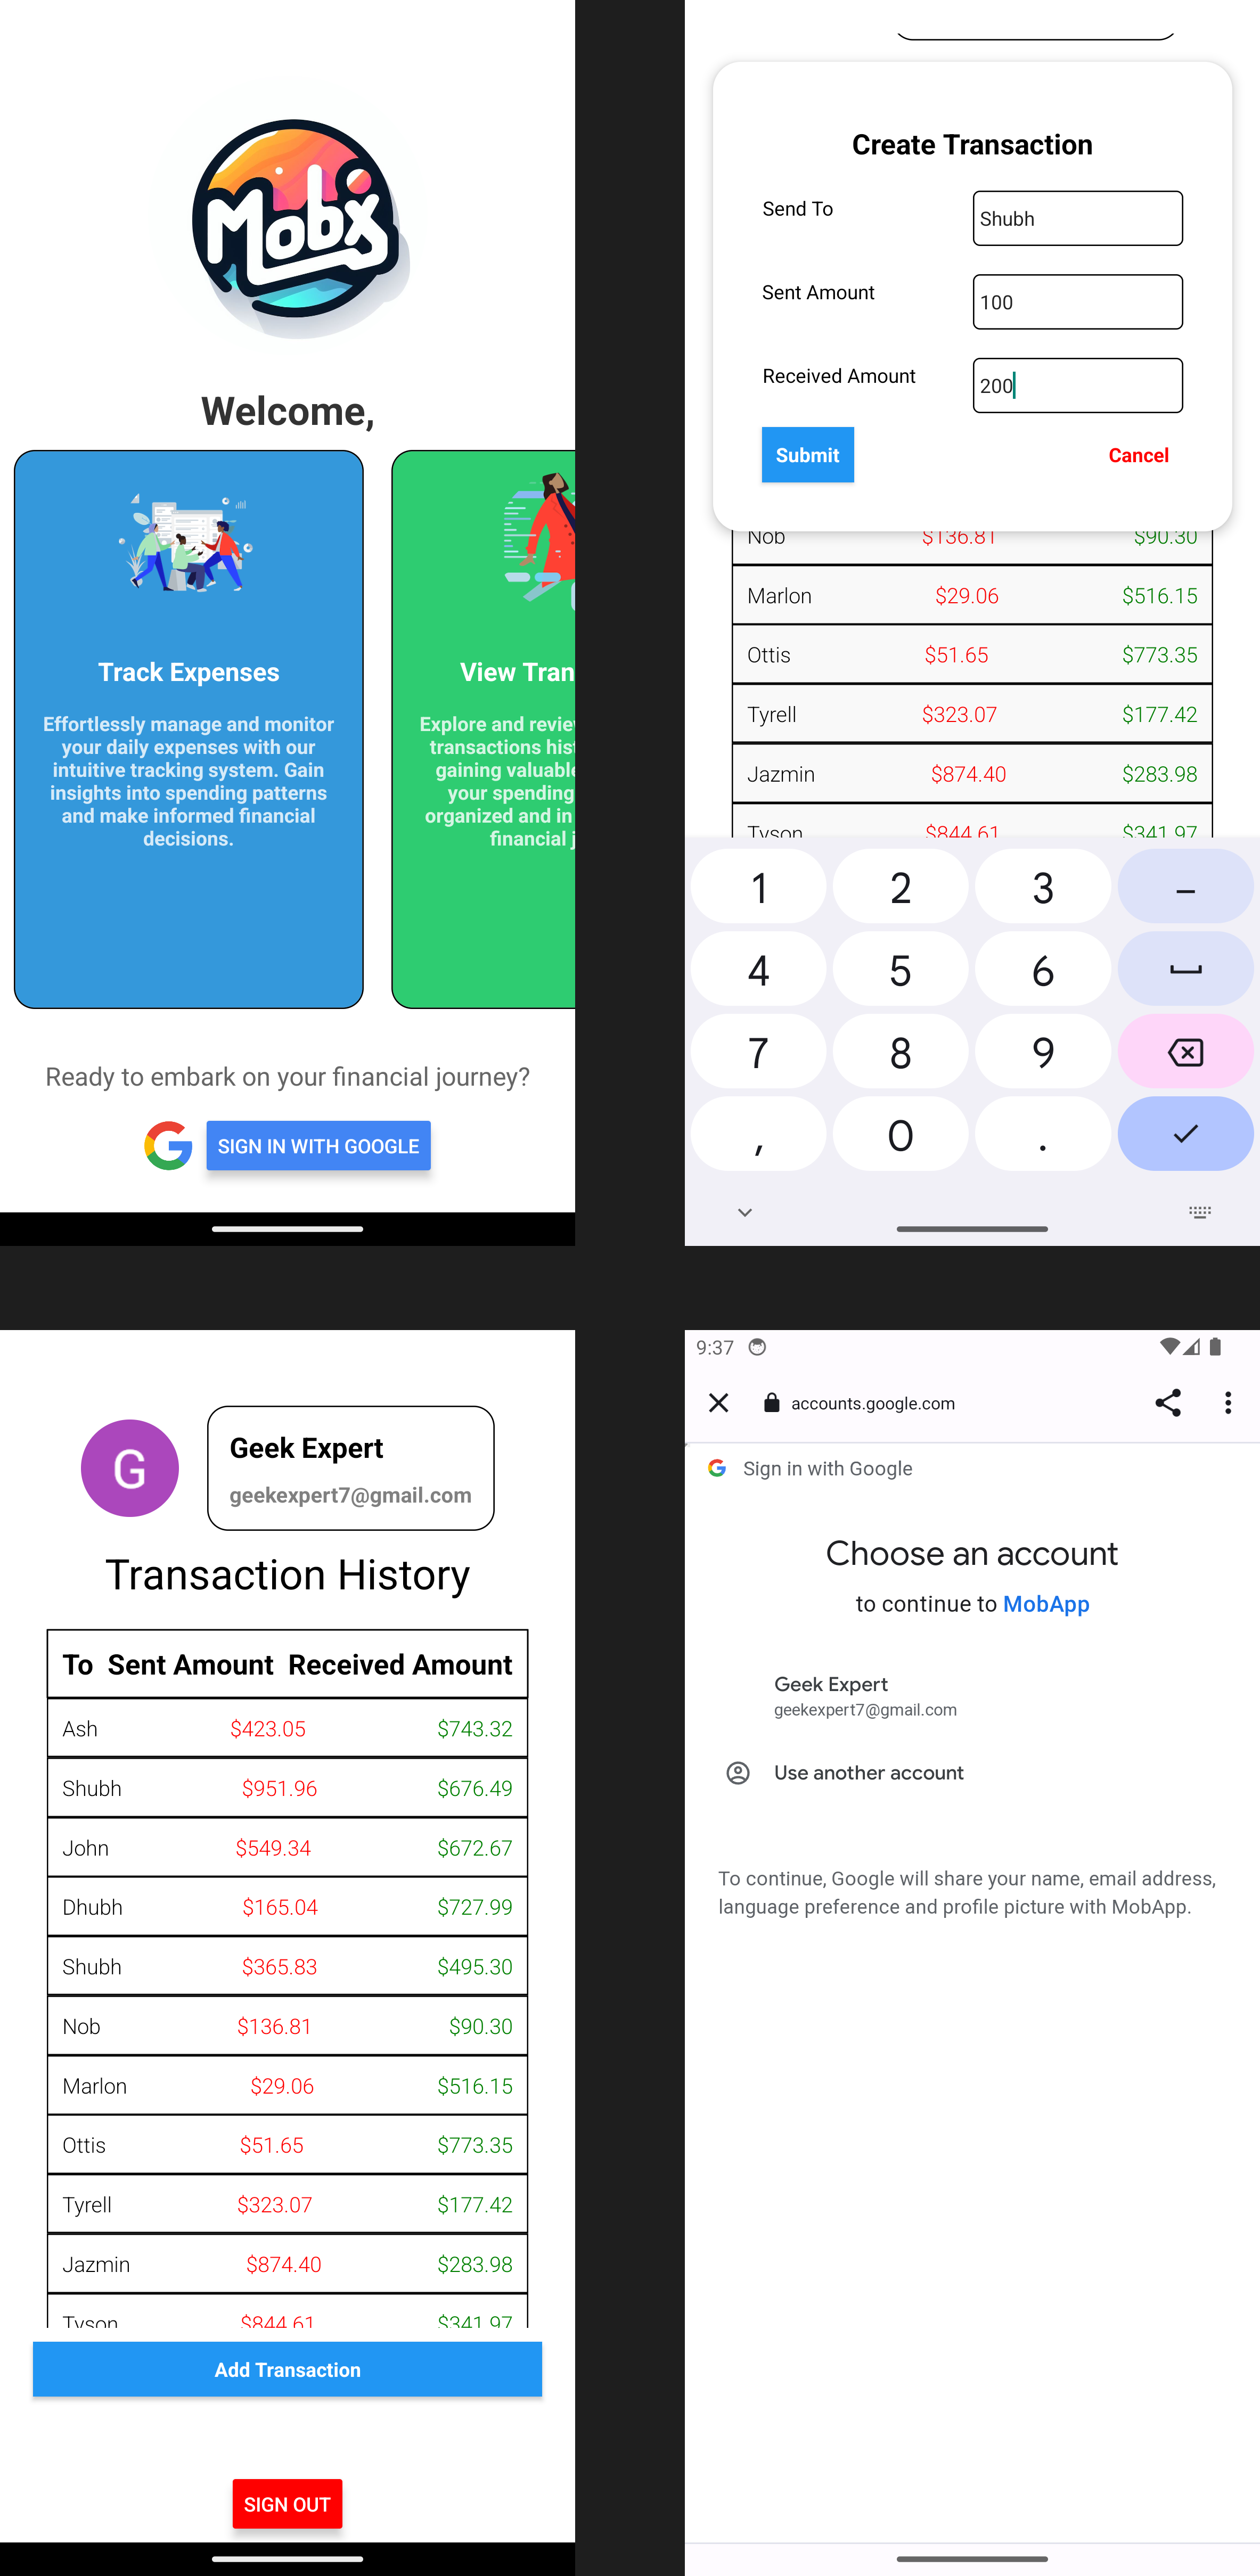 Mobx
Welcome,
Track Expenses
Effortlessly manage and monitor
your daily expenses with our
intuitive tracking system. Gain
insights into spending patterns
and make informed financial
decisions.
View Tran
Explore and review
transactions hist
gaining valuable
your spending
organized and in
financial j
Ready to embark on your financial journey?
SIGN IN WITH GOOGLE
Create Transaction
Send To Shubh
Sent Amount 100
Received Amount 200
Submit Cancel
Nob $136.81 $90.30
Marlon $29.06 $516.15
Ottis $51.65 $773.35
Tyrell $323.07 $177.42
Jazmin $874.40 $283.98
Tyson $844.61 $341.97
1 2 3 –
4 5 6
7 8 9
, 0 .
G
Geek Expert
geekexpert7@gmail.com
Transaction History
To Sent Amount Received Amount
Ash $423.05 $743.32
Shubh $951.96 $676.49
John $549.34 $672.67
Dhubh $165.04 $727.99
Shubh $365.83 $495.30
Nob $136.81 $90.30
Marlon $29.06 $516.15
Ottis $51.65 $773.35
Tyrell $323.07 $177.42
Jazmin $874.40 $283.98
Tyson $844.61 $341.97
Add Transaction
SIGN OUT
9:37
accounts.google.com
Sign in with Google
Choose an account
to continue to MobApp
Geek Expert
geekexpert7@gmail.com
Use another account
To continue, Google will share your name, email address,
language preference and profile picture with MobApp.